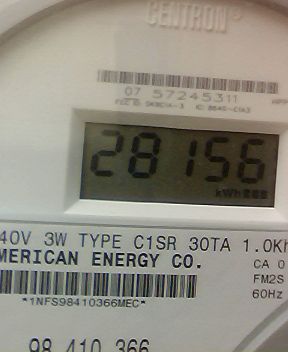 CENTRON®
07 57245311
28156
kWh
40V 3W TYPE C1SR 30TA 1.0Kh
MERICAN ENERGY CO.
CA 0
FM2S
60Hz
*1NFS98410366MEC*
98 410 366